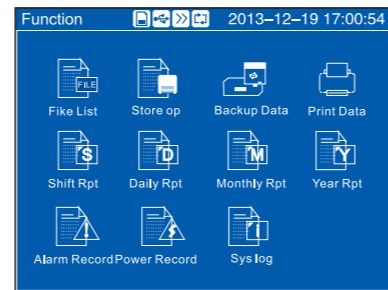 Function 2013–12–19 17:00:54
FILE
Fike List Store op Backup Data Print Data
S D M Y
Shift Rpt Daily Rpt Monthly Rpt Year Rpt
i
Alarm Record Power Record Sys log